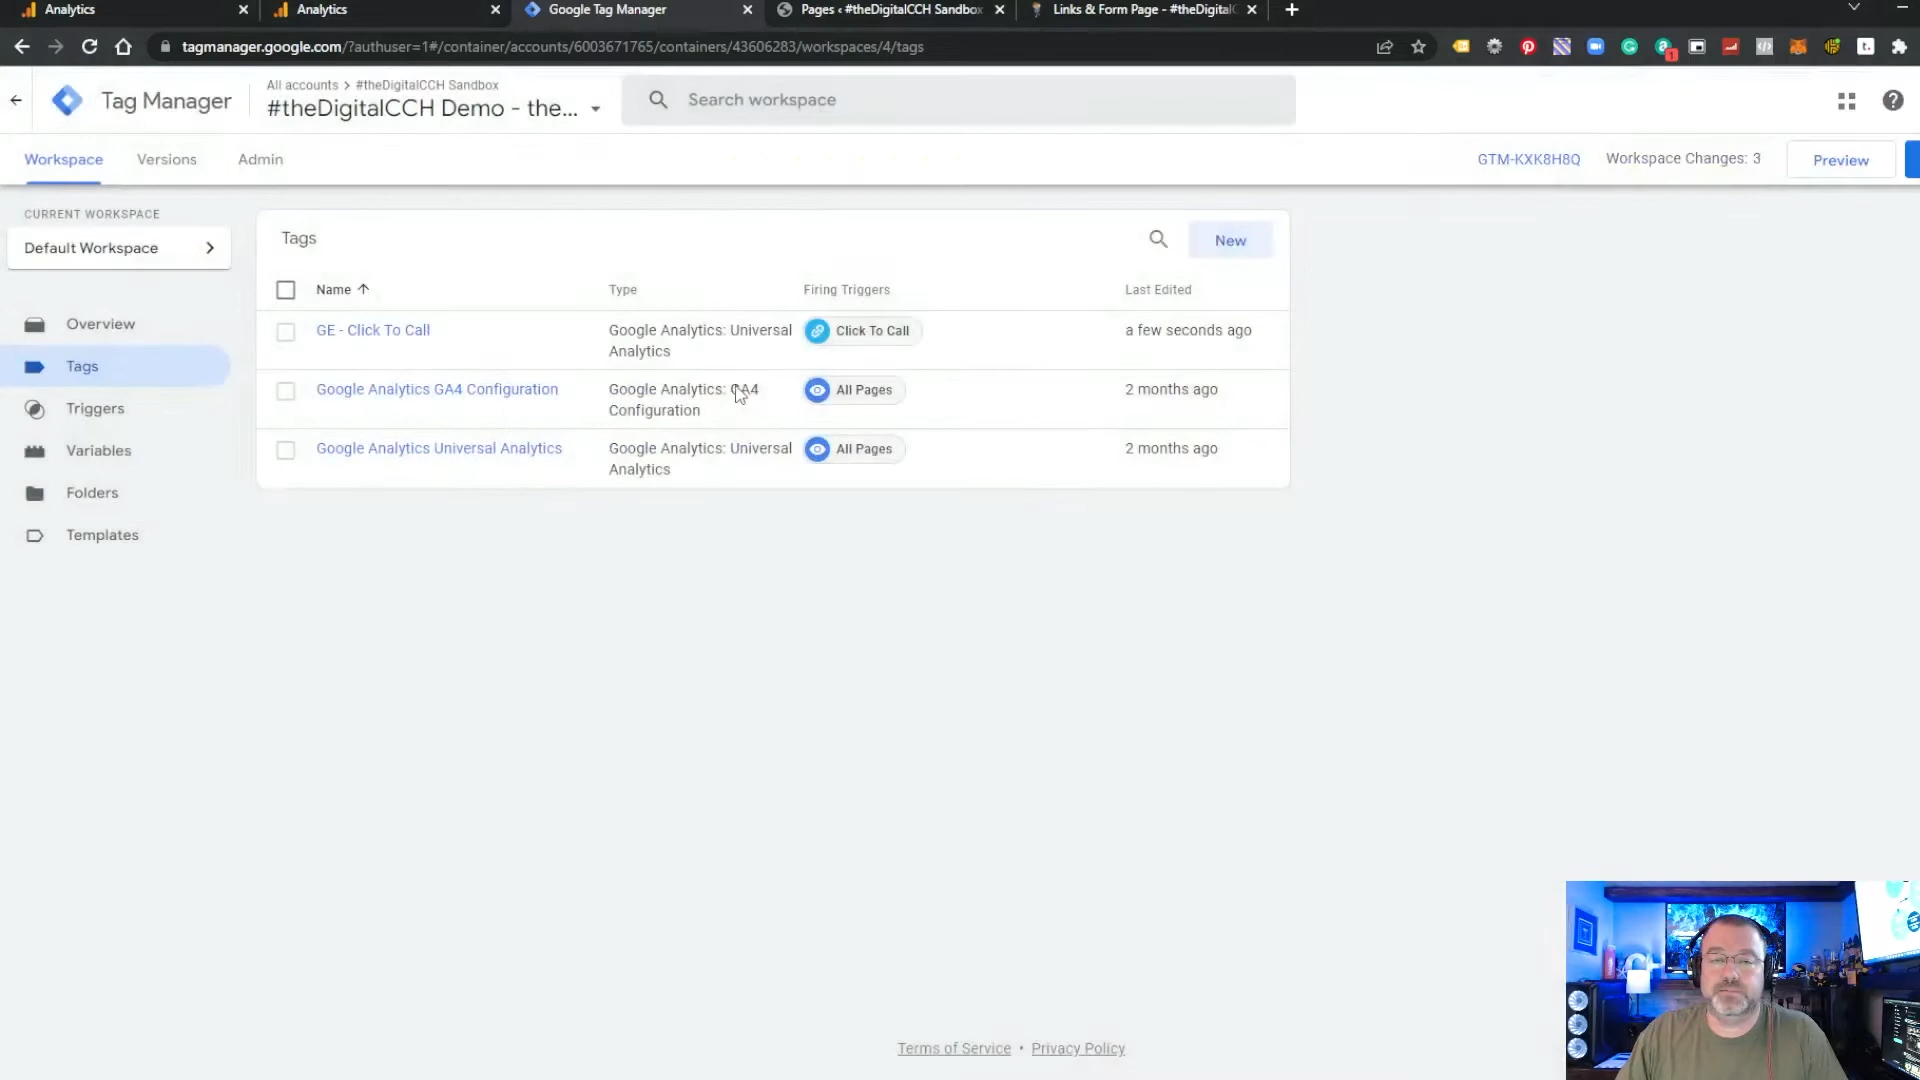 Analytics
Analytics
Google Tag Manager
Pages ‹ #theDigitalCCH Sandbox
Links & Form Page - #theDigital
tagmanager.google.com/?authuser=1#/container/accounts/6003671765/containers/43606283/workspaces/4/tags
Tag Manager
All accounts > #theDigitalCCH Sandbox
#theDigitalCCH Demo - the...
Search workspace
Workspace
Versions
Admin
GTM-KXK8H8Q
Workspace Changes: 3
Preview
CURRENT WORKSPACE
Default Workspace
Overview
Tags
Triggers
Variables
Folders
Templates
Tags
New
Name
Type
Firing Triggers
Last Edited
GE - Click To Call
Google Analytics: Universal
Analytics
Click To Call
a few seconds ago
Google Analytics GA4 Configuration
Google Analytics: GA4
Configuration
All Pages
2 months ago
Google Analytics Universal Analytics
Google Analytics: Universal
Analytics
All Pages
2 months ago
Terms of Service • Privacy Policy